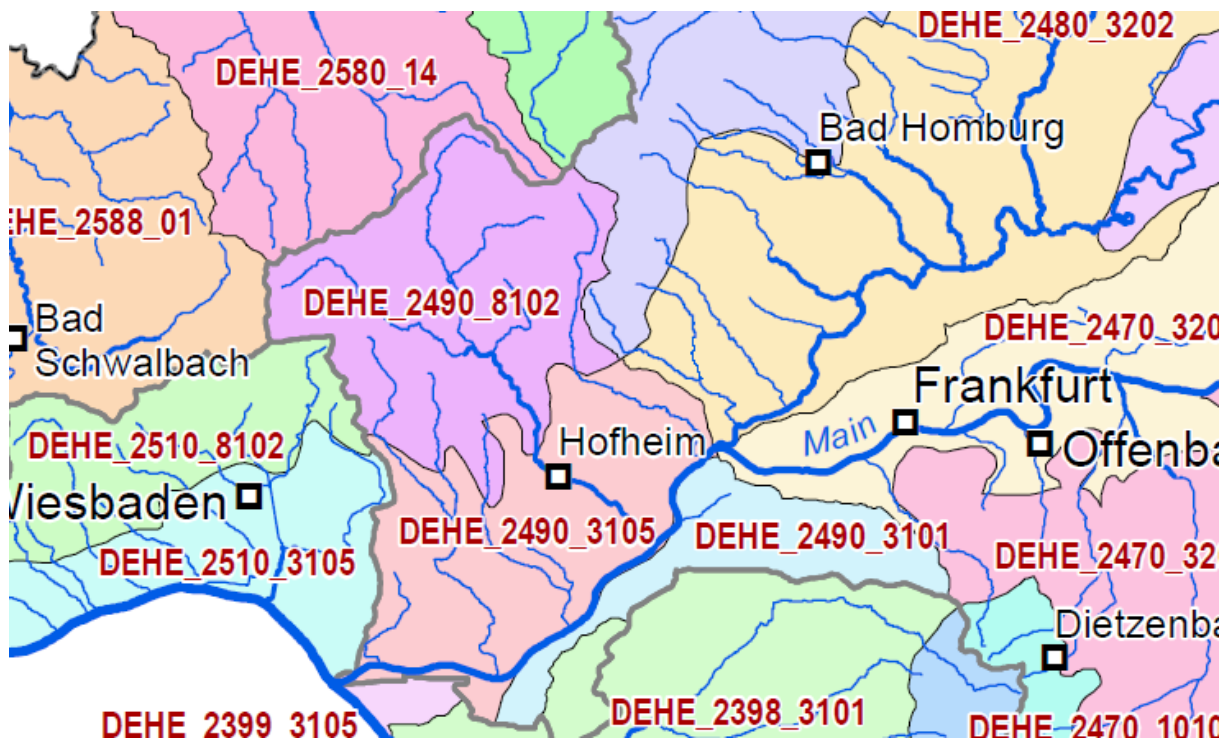 DEHE_2480_3202
DEHE_2580_14
Bad Homburg
EHE_2588_01
DEHE_2490_8102
Bad
Schwalbach
DEHE_2470_320
Frankfurt
Main
Hofheim
Offenba
DEHE_2510_8102
Wiesbaden
DEHE_2490_3105
DEHE_2490_3101
DEHE_2510_3105
DEHE_2470_32
Dietzenba
DEHE_2399_3105
DEHE_2398_3101
DEHE_2470_1010